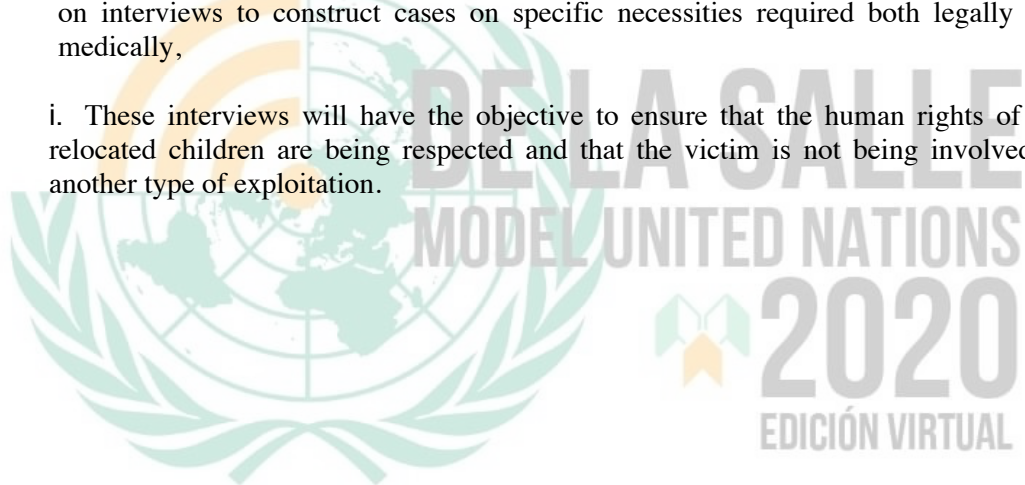 on interviews to construct cases on specific necessities required both legally
medically,
i. These interviews will have the objective to ensure that the human rights of
relocated children are being respected and that the victim is not being involved
another type of exploitation.
DE LA SALLE
MODEL UNITED NATIONS
2020
EDICIÓN VIRTUAL